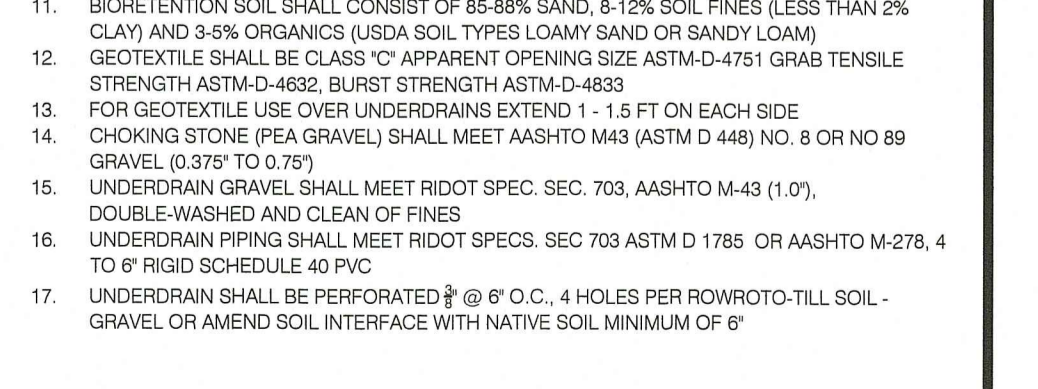 11. BIORETENTION SOIL SHALL CONSIST OF 85-88% SAND, 8-12% SOIL FINES (LESS THAN 2%
CLAY) AND 3-5% ORGANICS (USDA SOIL TYPES LOAMY SAND OR SANDY LOAM)
12. GEOTEXTILE SHALL BE CLASS "C" APPARENT OPENING SIZE ASTM-D-4751 GRAB TENSILE
STRENGTH ASTM-D-4632, BURST STRENGTH ASTM-D-4833
13. FOR GEOTEXTILE USE OVER UNDERDRAINS EXTEND 1 - 1.5 FT ON EACH SIDE
14. CHOKING STONE (PEA GRAVEL) SHALL MEET AASHTO M43 (ASTM D 448) NO. 8 OR NO 89
GRAVEL (0.375" TO 0.75")
15. UNDERDRAIN GRAVEL SHALL MEET RIDOT SPEC. SEC. 703, AASHTO M-43 (1.0"),
DOUBLE-WASHED AND CLEAN OF FINES
16. UNDERDRAIN PIPING SHALL MEET RIDOT SPECS. SEC 703 ASTM D 1785 OR AASHTO M-278, 4
TO 6" RIGID SCHEDULE 40 PVC
17. UNDERDRAIN SHALL BE PERFORATED 3/8" @ 6" O.C., 4 HOLES PER ROWROTO-TILL SOIL -
GRAVEL OR AMEND SOIL INTERFACE WITH NATIVE SOIL MINIMUM OF 6"